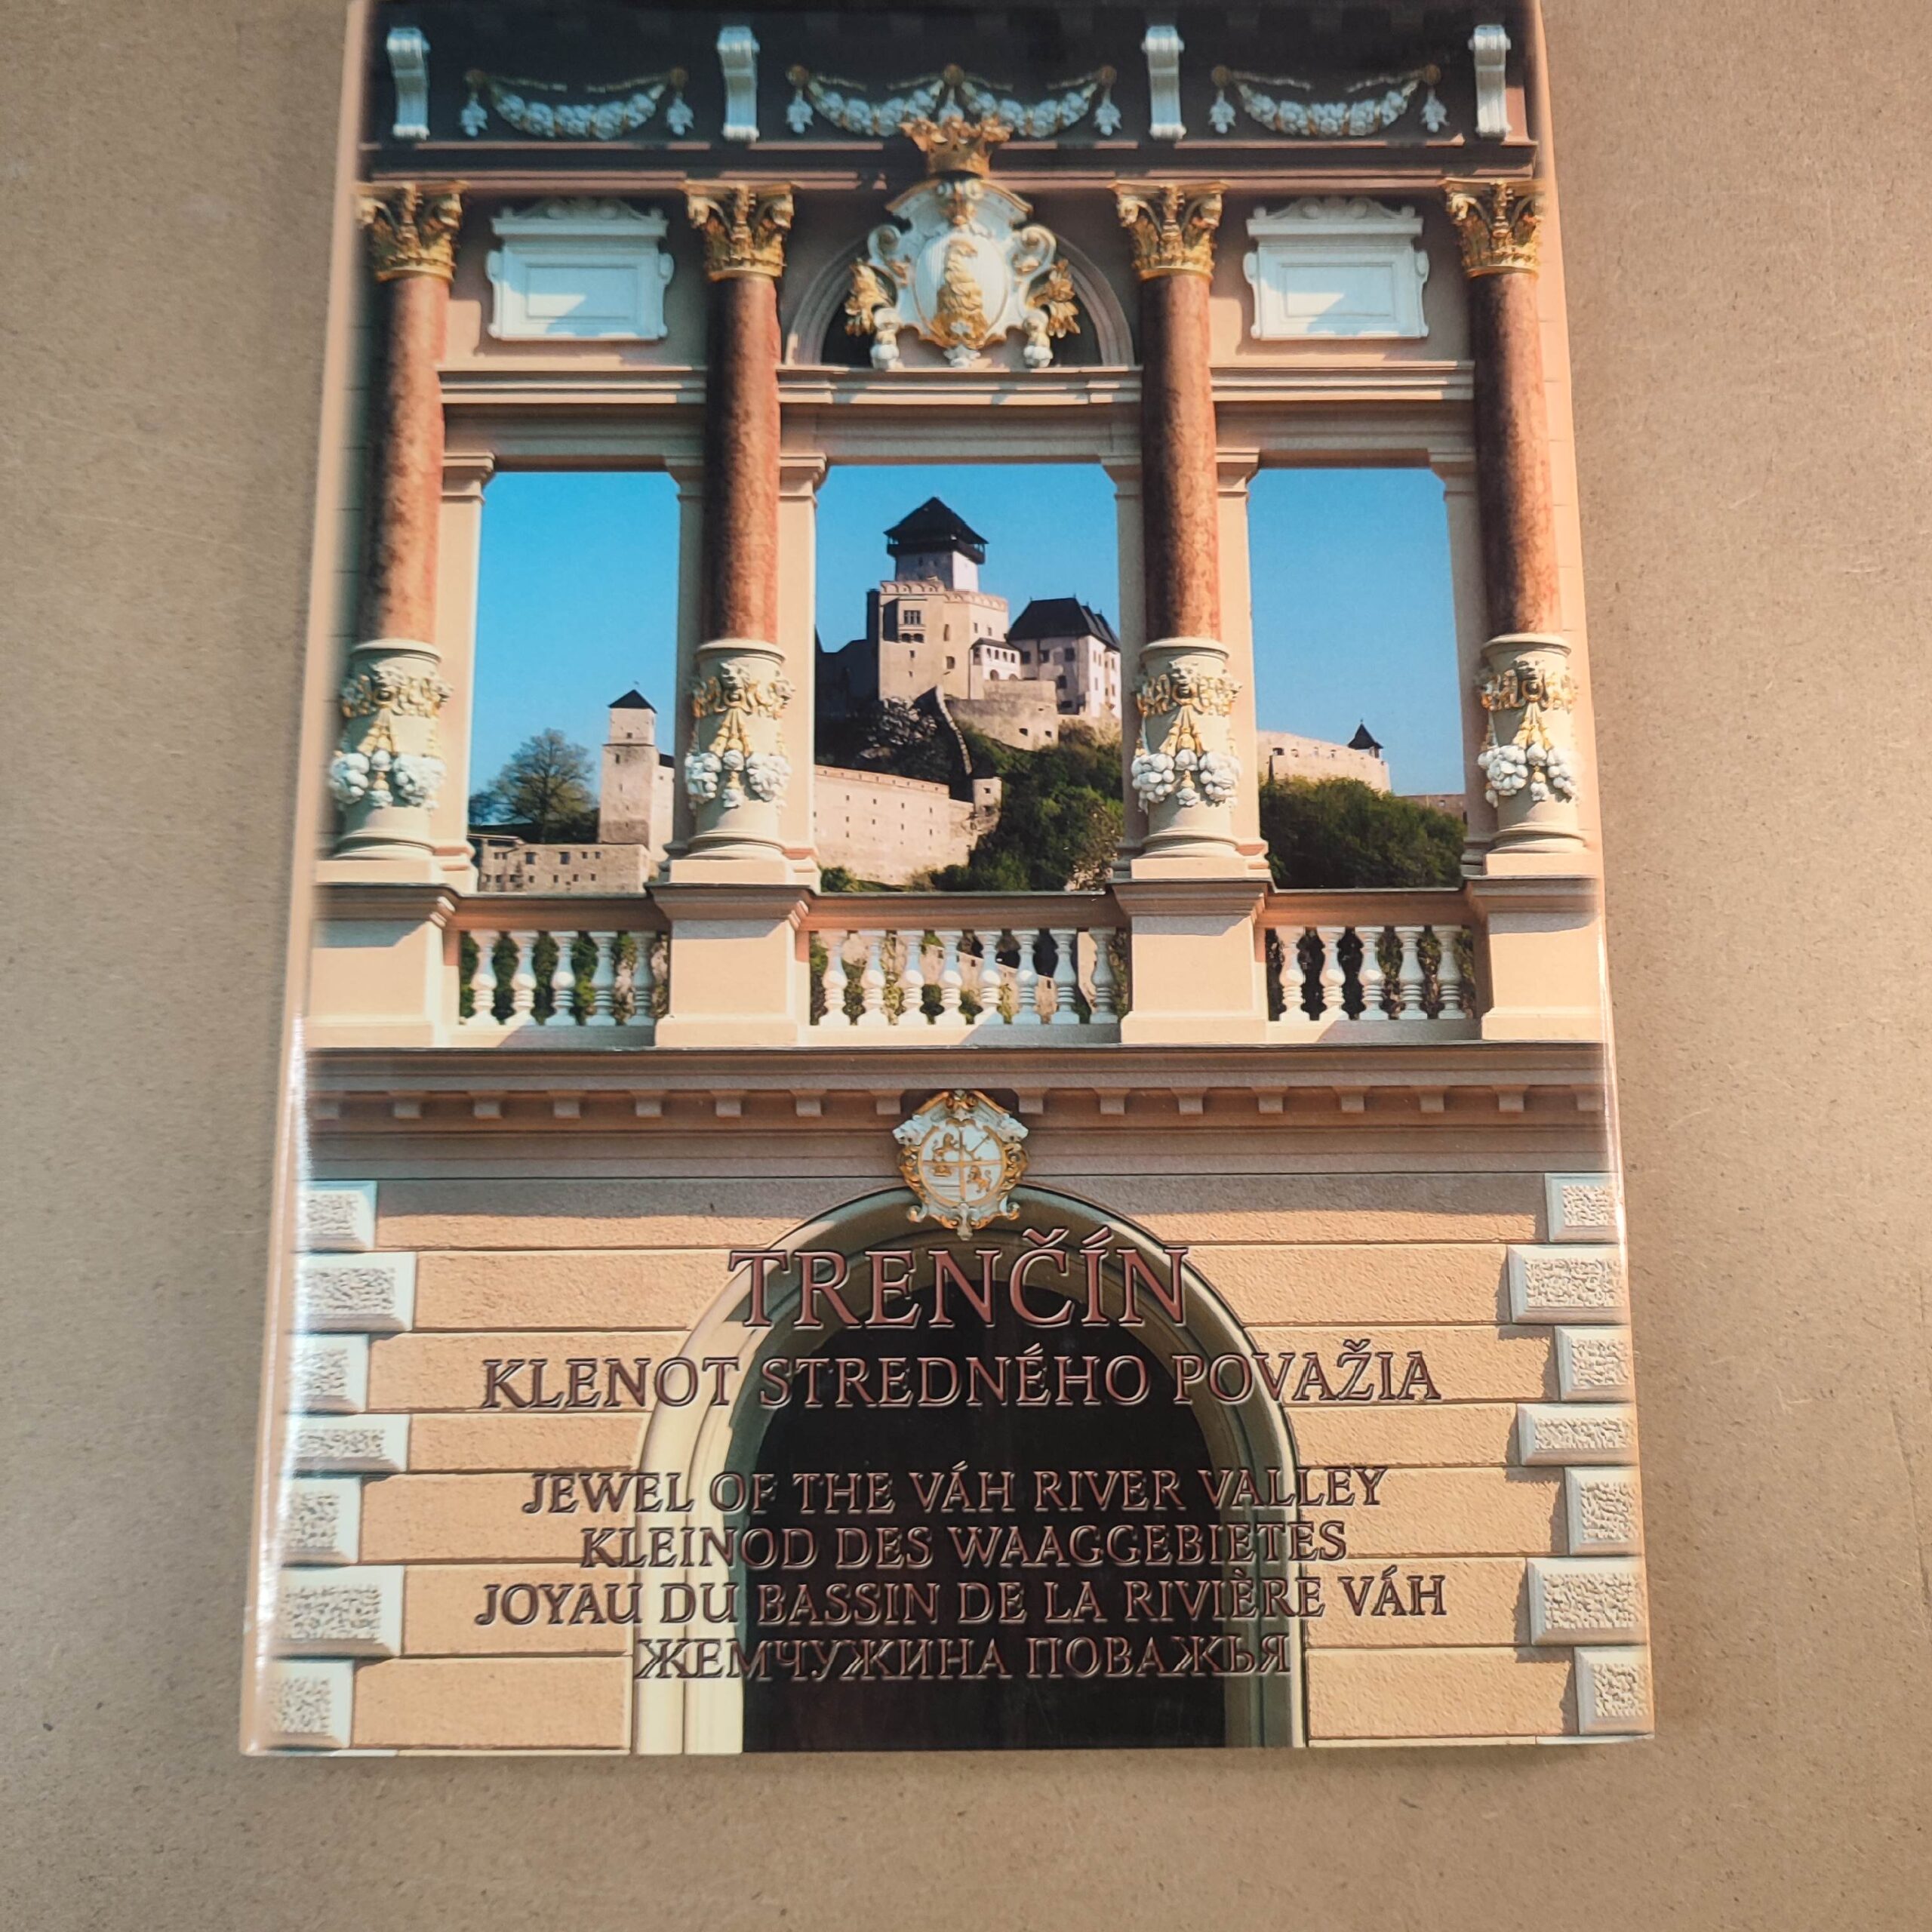 TRENČÍN
KLENOT STREDNÉHO POVAŽIA
JEWEL OF THE VÁH RIVER VALLEY
KLEINOD DES WAAGGEBIETES
JOYAU DU BASSIN DE LA RIVIÈRE VÁH
ЖЕМЧУЖИНА ПОВАЖЬЯ